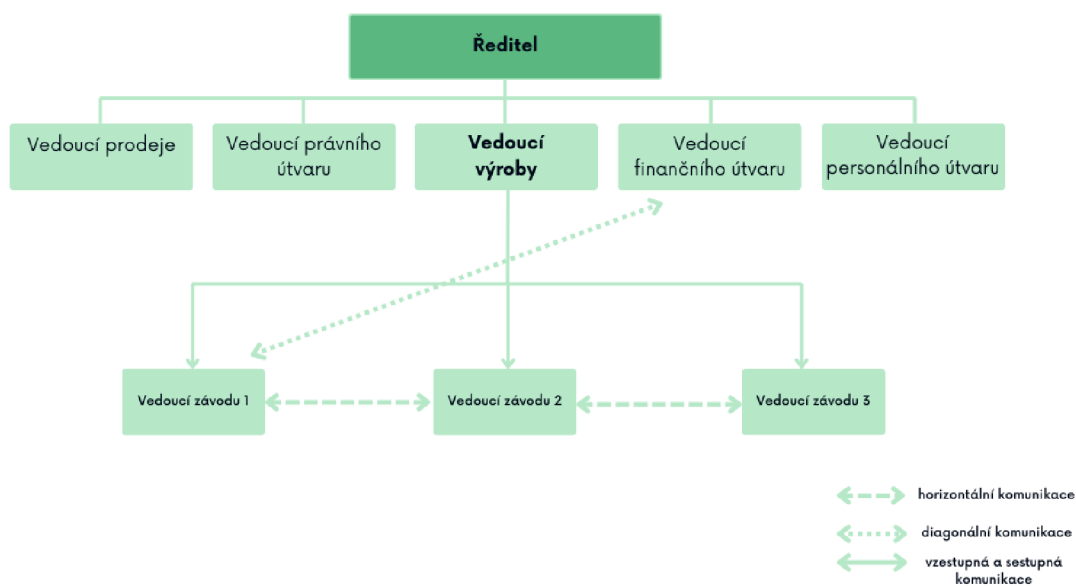 Ředitel
Vedoucí prodeje
Vedoucí právního
útvaru
Vedoucí
výroby
Vedoucí
finančního útvaru
Vedoucí
personálního útvaru
Vedoucí závodu 1
Vedoucí závodu 2
Vedoucí závodu 3
horizontální komunikace
diagonální komunikace
vzestupná a sestupná
komunikace